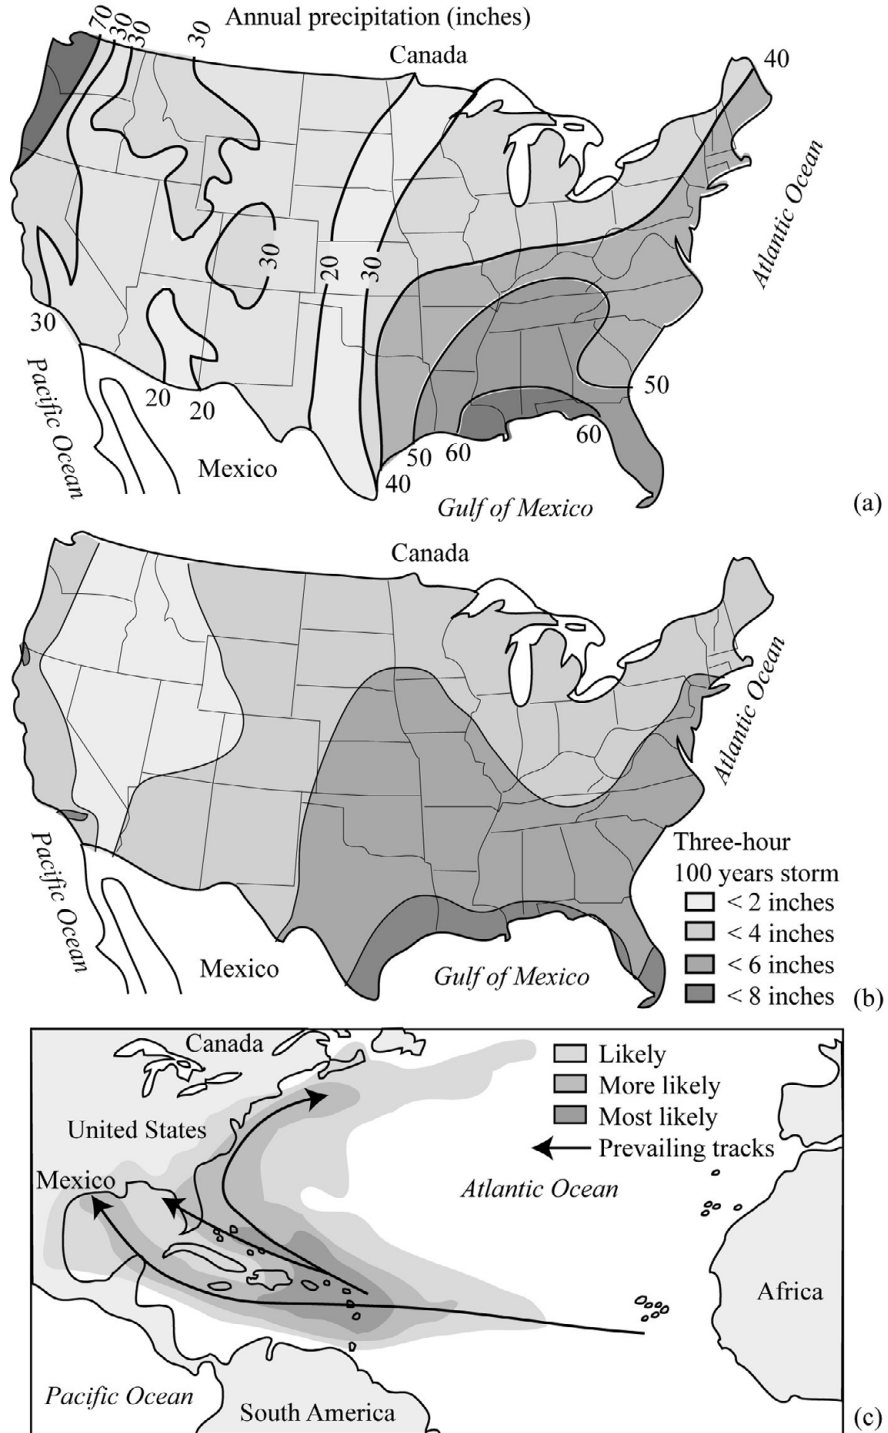 Annual precipitation (inches)
70
30
30
30
Canada
40
Atlantic Ocean
30
20
30
30
Pacific Ocean
20
20
50
Mexico
60
60
50
40
Gulf of Mexico
(a)
Canada
Atlantic Ocean
Pacific Ocean
Mexico
Gulf of Mexico
Three-hour
100 years storm
< 2 inches
< 4 inches
< 6 inches
< 8 inches
(b)
Canada
United States
Mexico
Likely
More likely
Most likely
Prevailing tracks
Atlantic Ocean
Africa
Pacific Ocean
South America
(c)